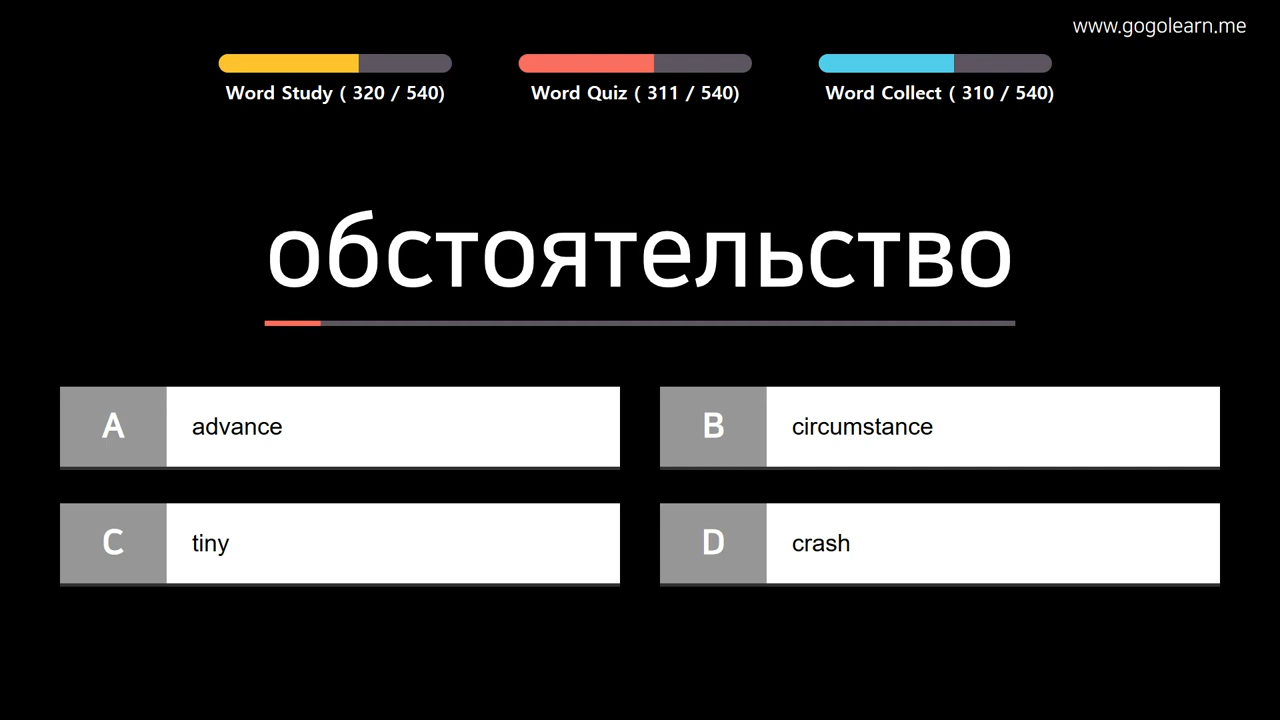 www.gogolearn.me
Word Study ( 320 / 540)
Word Quiz ( 311 / 540)
Word Collect ( 310 / 540)
обстоятельство
A advance
B circumstance
C tiny
D crash